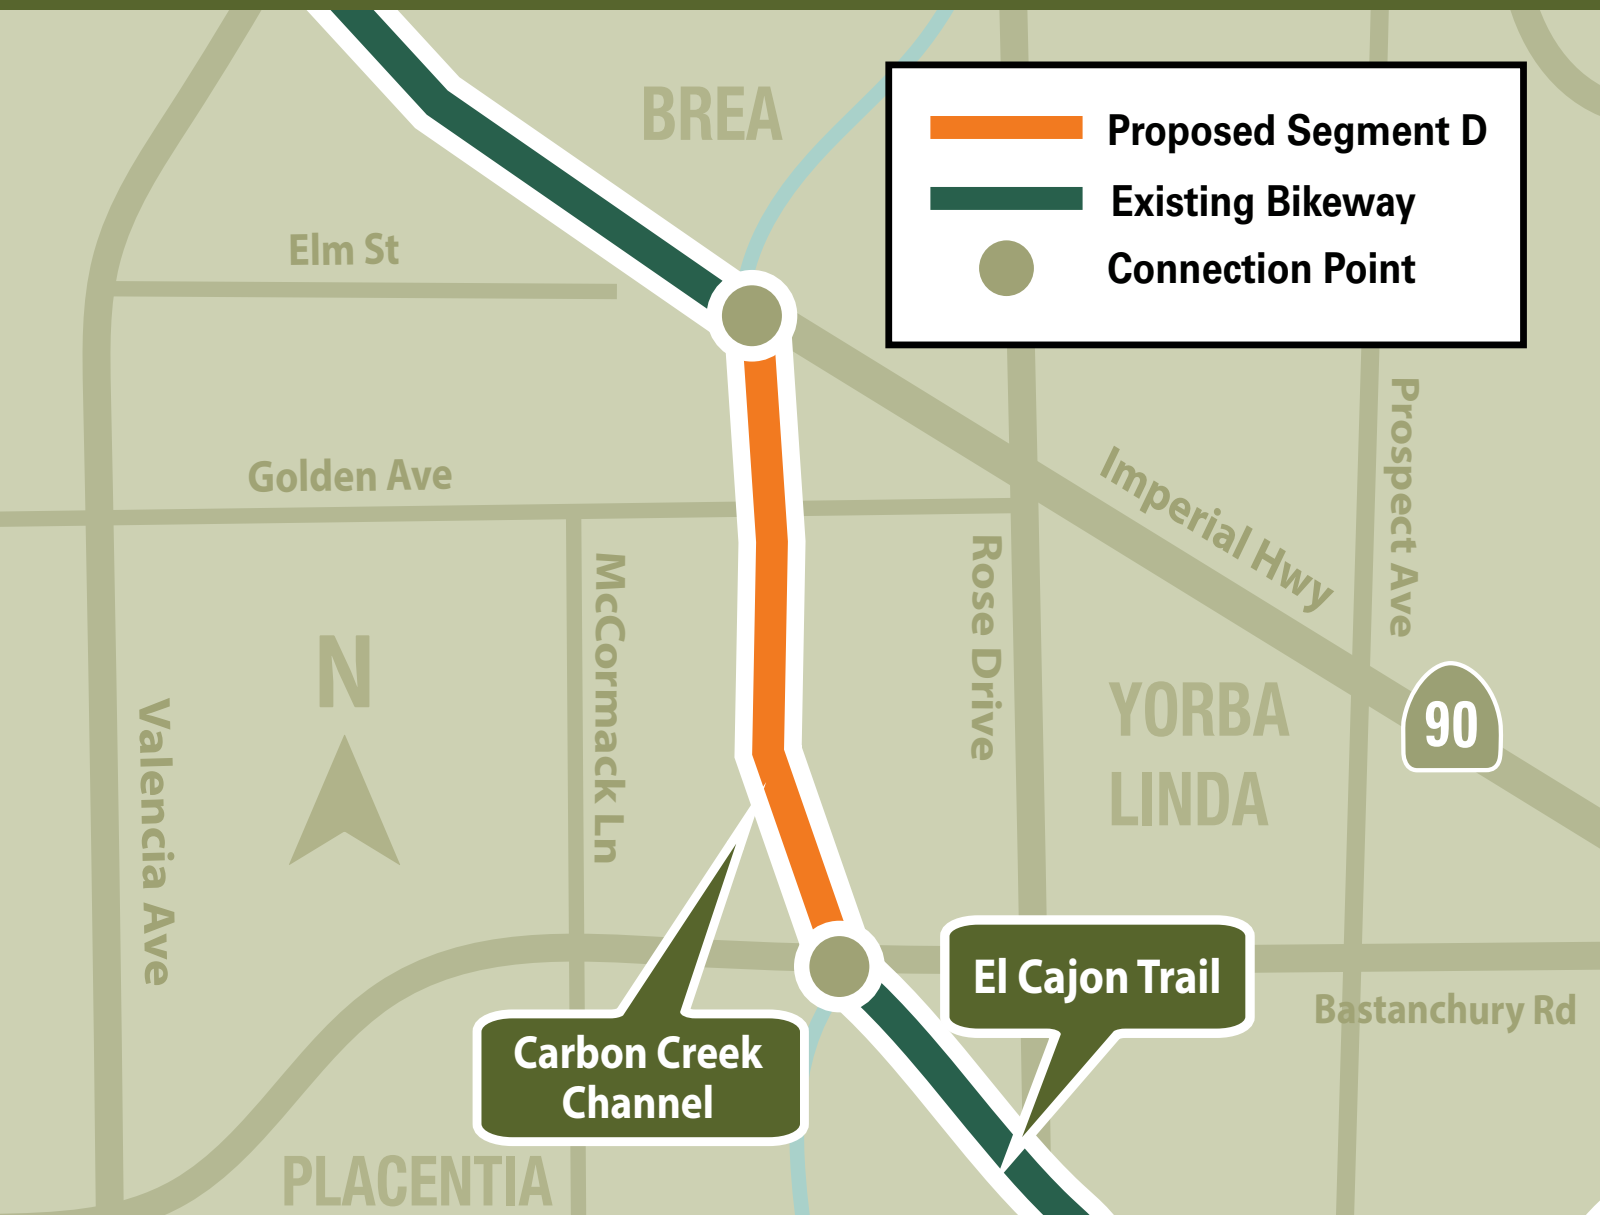 BREA
Proposed Segment D
Existing Bikeway
Connection Point
Elm St
Golden Ave
Imperial Hwy
Prospect Ave
McCormack Ln
Rose Drive
N
YORBA
LINDA
90
Valencia Ave
El Cajon Trail
Bastanchury Rd
Carbon Creek
Channel
PLACENTIA